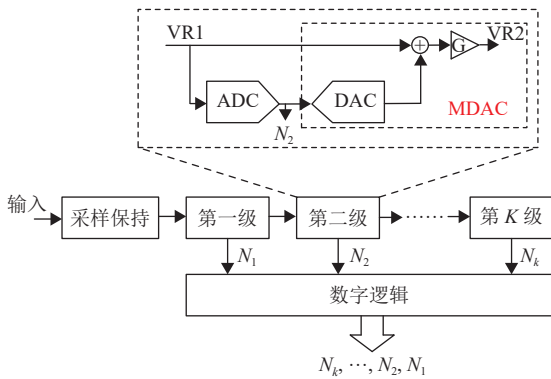 VR1
G
VR2
ADC
DAC
MDAC
N2
输入
采样保持
第一级
第二级
……
第 K 级
N1
N2
Nk
数字逻辑
Nk, …, N2, N1